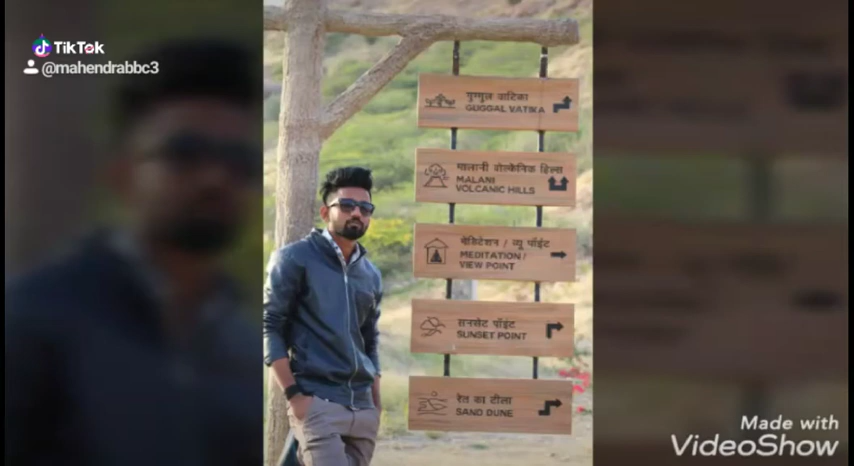 TikTok
@mahendrabbc3
गुग्गुल वाटिका
GUGGAL VATIKA
मालानी वोल्केनिक हिल्स
MALANI
VOLCANIC HILLS
मेडिटेशन / व्यू पॉइंट
MEDITATION /
VIEW POINT
सनसेट पॉइंट
SUNSET POINT
रेत का टीला
SAND DUNE
Made with
VideoShow